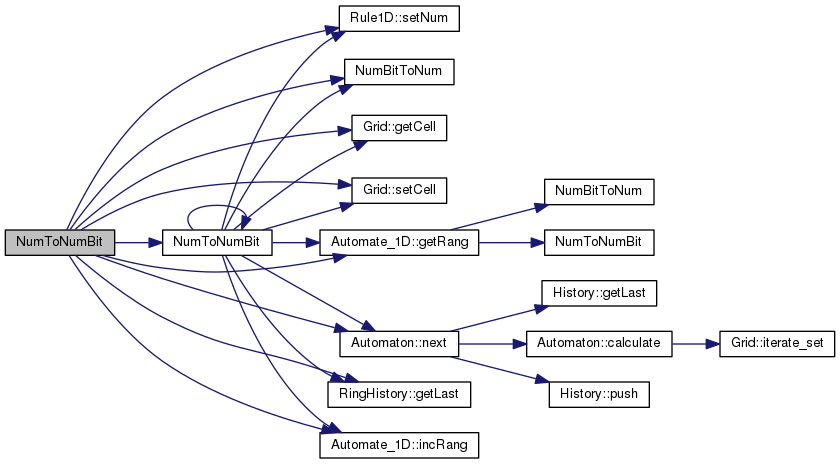 Rule1D::setNum
NumBitToNum
Grid::getCell
Grid::setCell
NumBitToNum
NumToNumBit
NumToNumBit
Automate_1D::getRang
NumToNumBit
History::getLast
Automaton::next
Automaton::calculate
Grid::iterate_set
RingHistory::getLast
History::push
Automate_1D::incRang